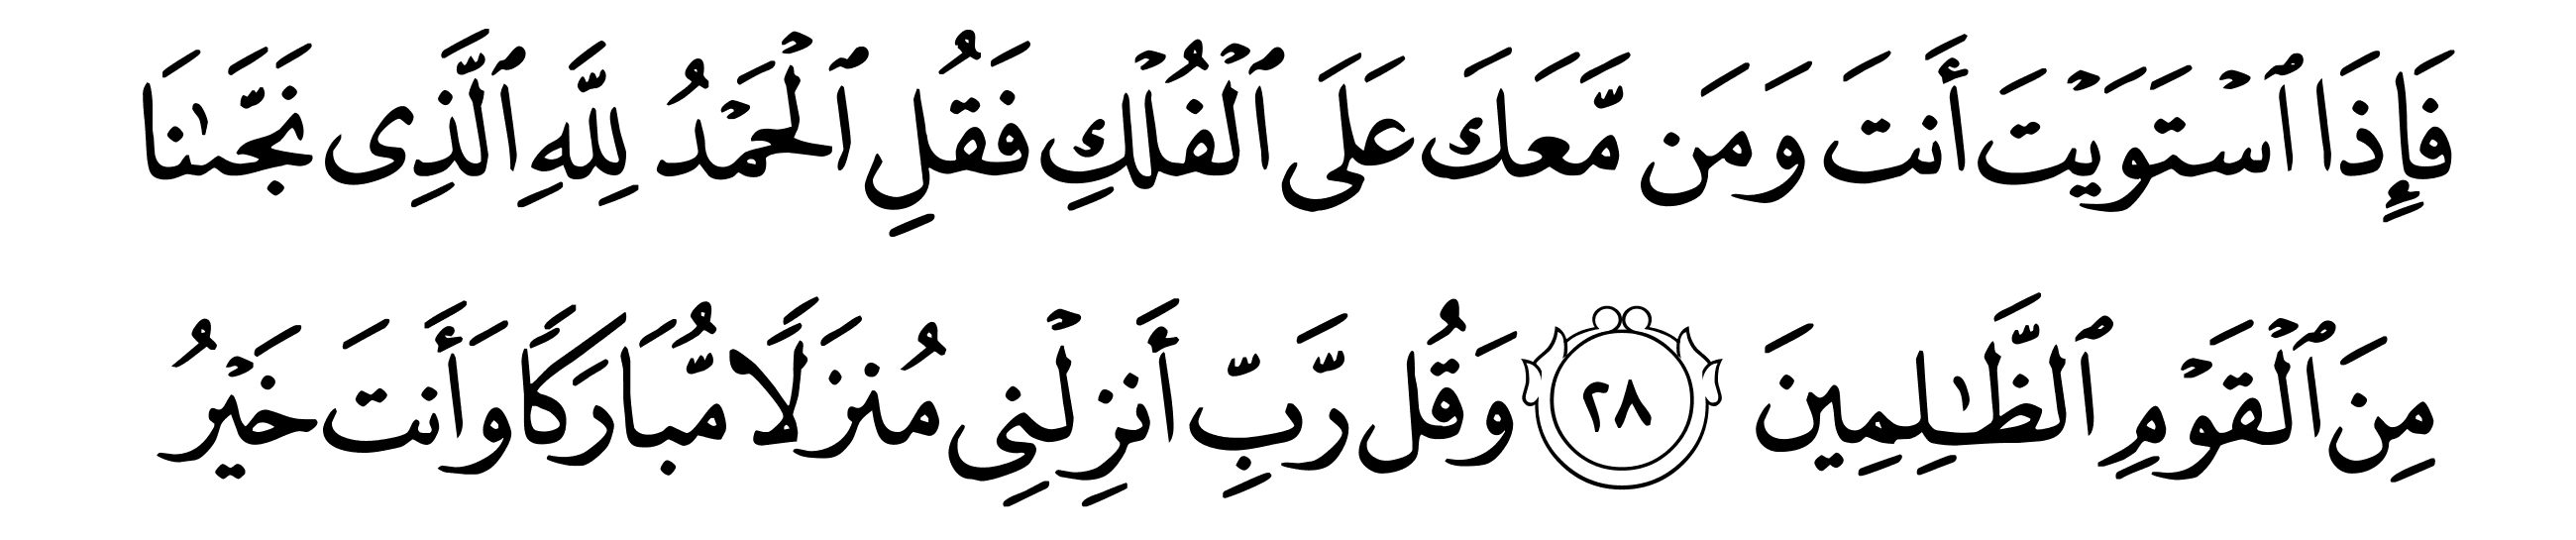 فَإِذَا ٱسْتَوَيْتَ أَنتَ وَمَن مَّعَكَ عَلَى ٱلْفُلْكِ فَقُلِ ٱلْحَمْدُ لِلَّهِ ٱلَّذِى نَجَّىٰنَا
مِنَ ٱلْقَوْمِ ٱلظَّـٰلِمِينَ ٢٨ وَقُل رَّبِّ أَنزِلْنِى مُنزَلًا مُّبَارَكًا وَأَنتَ خَيْرُ